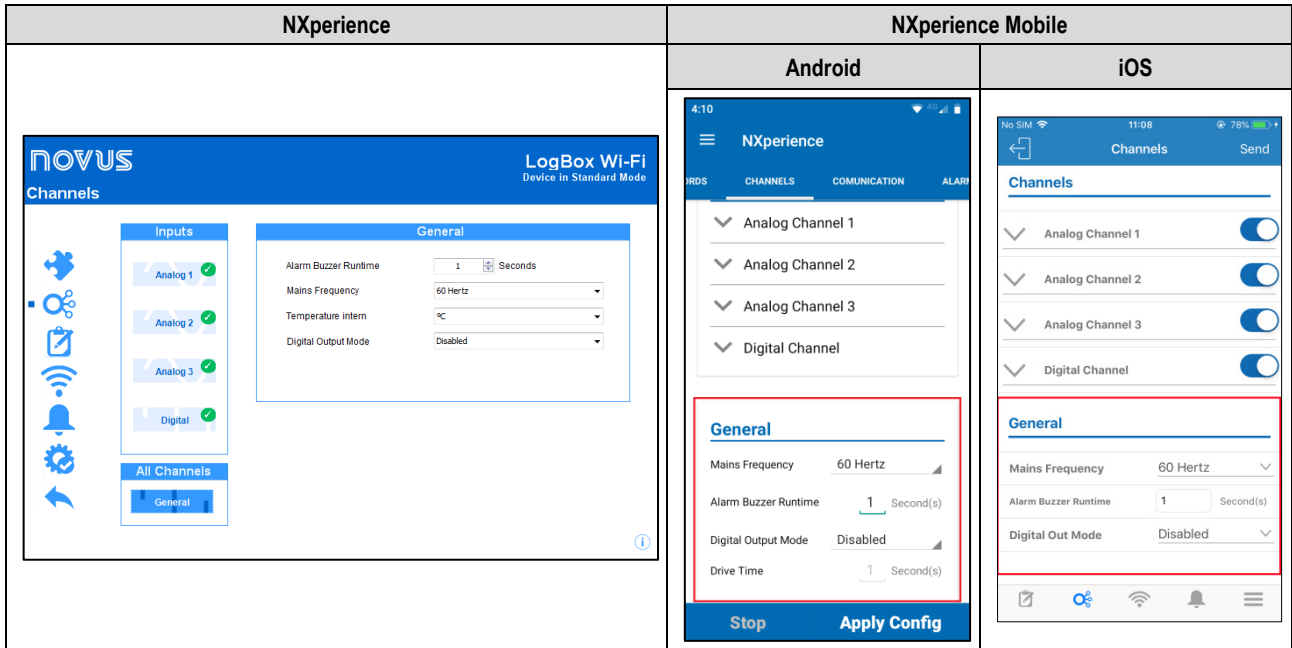 NXperience
NXperience Mobile
Android
iOS
novus
LogBox Wi-Fi
Device in Standard Mode
Channels
Inputs
Analog 1
Analog 2
Analog 3
Digital
All Channels
General
General
Alarm Buzzer Runtime 1 Seconds
Mains Frequency 60 Hertz
Temperature intern ºC
Digital Output Mode Disabled
4:10 4G
NXperience
ORDS CHANNELS COMUNICATION ALAR
Analog Channel 1
Analog Channel 2
Analog Channel 3
Digital Channel
General
Mains Frequency 60 Hertz
Alarm Buzzer Runtime 1 Second(s)
Digital Output Mode Disabled
Drive Time 1 Second(s)
Stop Apply Config
No SIM 11:08 78%
Channels Send
Channels
Analog Channel 1
Analog Channel 2
Analog Channel 3
Digital Channel
General
Mains Frequency 60 Hertz
Alarm Buzzer Runtime 1 Second(s)
Digital Out Mode Disabled